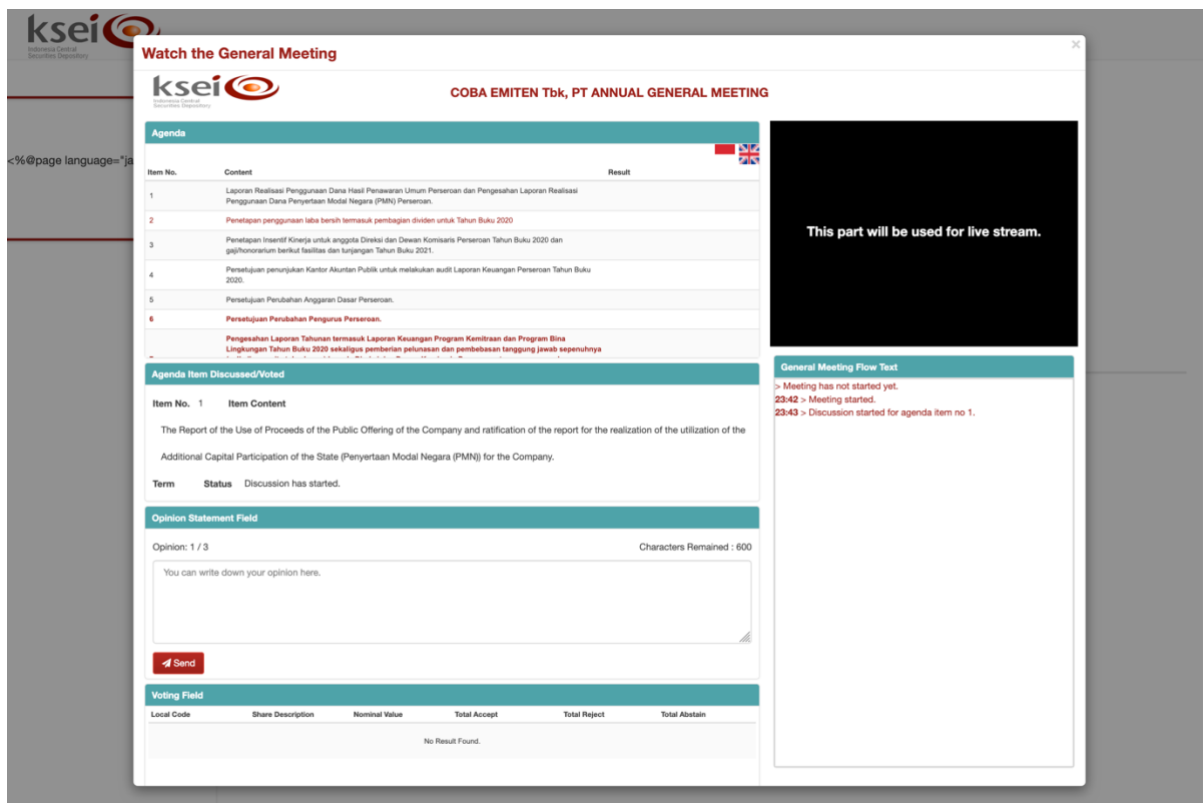 ksei
Indonesia Central
Securities Depository
<%@page language="ja
Watch the General Meeting
×
ksei
Indonesia Central
Securities Depository
COBA EMITEN Tbk, PT ANNUAL GENERAL MEETING
Agenda
Item No. Content Result
1 Laporan Realisasi Penggunaan Dana Hasil Penawaran Umum Perseroan dan Pengesahan Laporan Realisasi
Penggunaan Dana Penyertaan Modal Negara (PMN) Perseroan.
2 Penetapan penggunaan laba bersih termasuk pembagian dividen untuk Tahun Buku 2020
3 Penetapan Insentif Kinerja untuk anggota Direksi dan Dewan Komisaris Perseroan Tahun Buku 2020 dan
gaji/honorarium berikut fasilitas dan tunjangan Tahun Buku 2021.
4 Persetujuan penunjukan Kantor Akuntan Publik untuk melakukan audit Laporan Keuangan Perseroan Tahun Buku
2020.
5 Persetujuan Perubahan Anggaran Dasar Perseroan.
6 Persetujuan Perubahan Pengurus Perseroan.
Pengesahan Laporan Tahunan termasuk Laporan Keuangan Program Kemitraan dan Program Bina
Lingkungan Tahun Buku 2020 sekaligus pemberian pelunasan dan pembebasan tanggung jawab sepenuhnya
This part will be used for live stream.
Agenda Item Discussed/Voted
Item No. 1 Item Content
The Report of the Use of Proceeds of the Public Offering of the Company and ratification of the report for the realization of the utilization of the
Additional Capital Participation of the State (Penyertaan Modal Negara (PMN)) for the Company.
Term Status Discussion has started.
General Meeting Flow Text
> Meeting has not started yet.
23:42 > Meeting started.
23:43 > Discussion started for agenda item no 1.
Opinion Statement Field
Opinion: 1 / 3 Characters Remained : 600
You can write down your opinion here.
Send
Voting Field
Local Code Share Description Nominal Value Total Accept Total Reject Total Abstain
No Result Found.